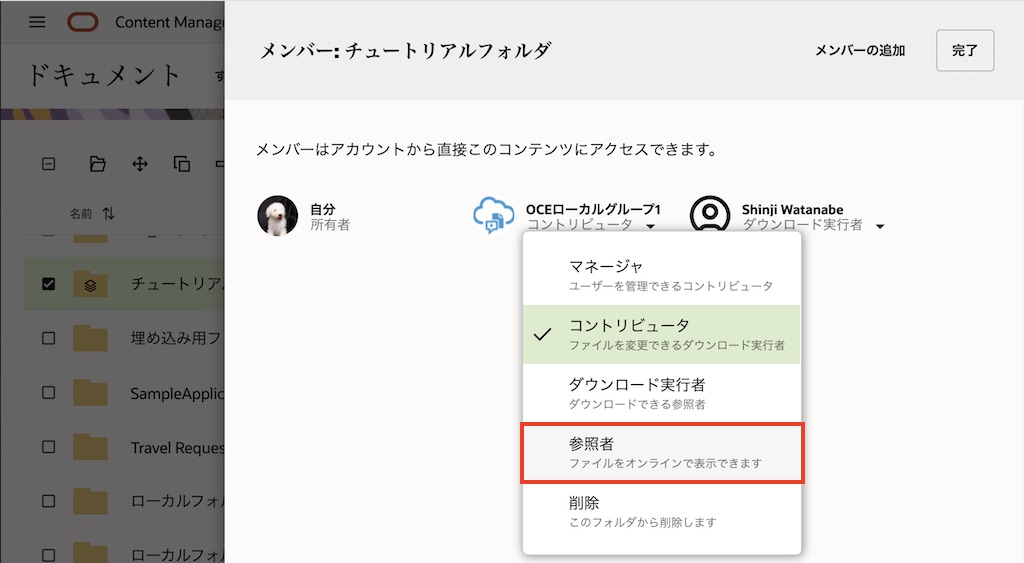 Content Manag
メンバー: チュートリアルフォルダ
メンバーの追加
完了
ドキュメント
す
メンバーはアカウントから直接このコンテンツにアクセスできます。
名前
自分
所有者
OCEローカルグループ1
コントリビュータ
Shinji Watanabe
ダウンロード実行者
マネージャ
ユーザーを管理できるコントリビュータ
コントリビュータ
ファイルを変更できるダウンロード実行者
ダウンロード実行者
ダウンロードできる参照者
参照者
ファイルをオンラインで表示できます
削除
このフォルダから削除します
チュートリア
埋め込み用フ
SampleApplic
Travel Reques
ローカルフォ
ローカルフォ